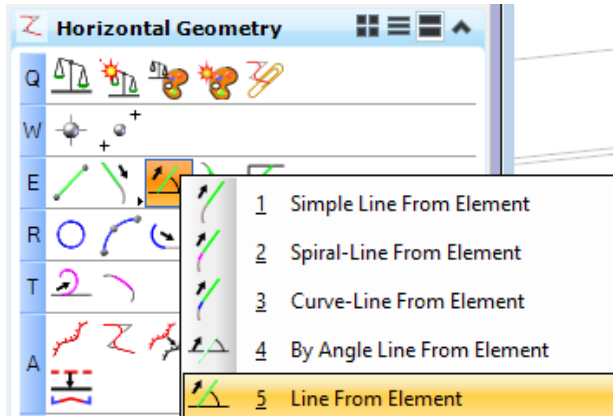 Horizontal Geometry
Q
W
E
1 Simple Line From Element
2 Spiral-Line From Element
R
3 Curve-Line From Element
T
4 By Angle Line From Element
A
5 Line From Element